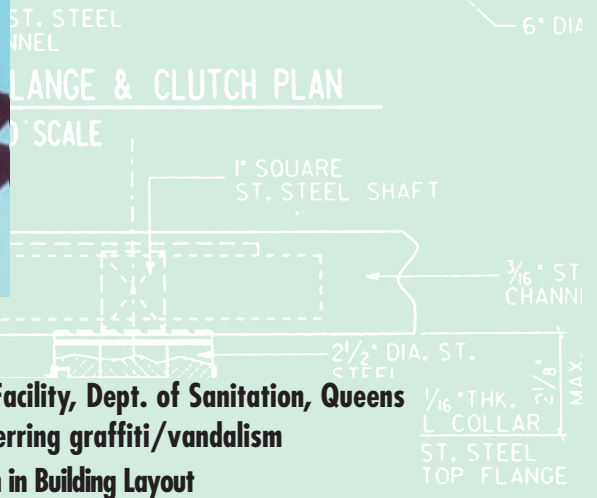 ST. STEEL
NNEL
6" DIA
LANGE & CLUTCH PLAN
SCALE
1" SQUARE
ST. STEEL SHAFT
3/16" ST
CHANN
2 1/2" DIA. ST.
STEEL
2 1/8"
MAX.
1/16" THK.
L COLLAR
ST. STEEL
TOP FLANGE
Facility, Dept. of Sanitation, Queens
erring graffiti/vandalism
in Building Layout